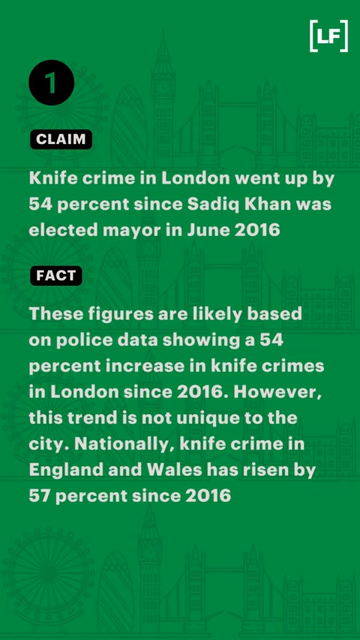 [LF]
1
CLAIM
Knife crime in London went up by
54 percent since Sadiq Khan was
elected mayor in June 2016
FACT
These figures are likely based
on police data showing a 54
percent increase in knife crimes
in London since 2016. However,
this trend is not unique to the
city. Nationally, knife crime in
England and Wales has risen by
57 percent since 2016